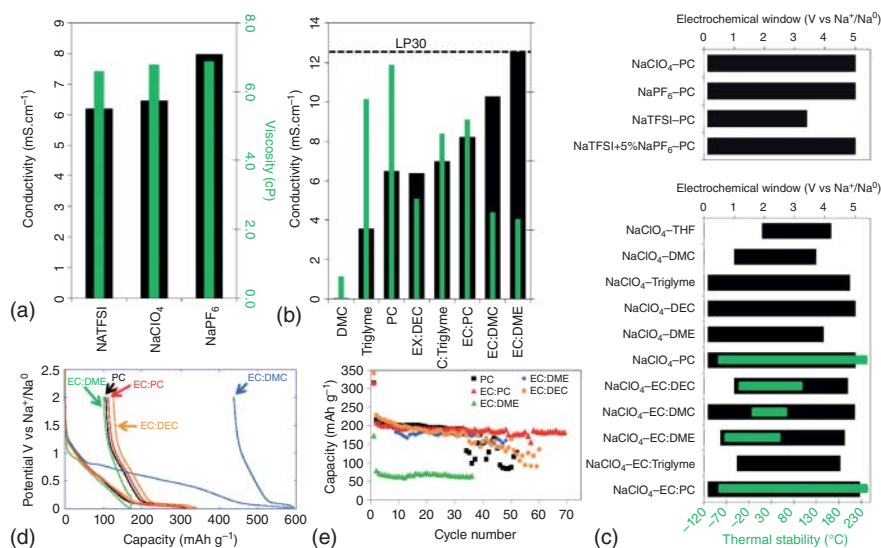 (a)
Conductivity (mS.cm⁻¹)
9
8
7
6
5
4
3
2
1
0
8.0
6.0
4.0
2.0
0.0
Viscosity (cP)
NATFSI
NaClO₄
NaPF₆
(b)
Conductivity (mS.cm⁻¹)
14
12
10
8
6
4
2
0
LP30
DMC
Triglyme
PC
EX:DEC
C:Triglyme
EC:PC
EC:DMC
EC:DME
Electrochemical window (V vs Na⁺/Na⁰)
0 1 2 3 4 5
NaClO₄–PC
NaPF₆–PC
NaTFSI–PC
NaTFSI+5%NaPF₆–PC
Electrochemical window (V vs Na⁺/Na⁰)
0 1 2 3 4 5
NaClO₄–THF
NaClO₄–DMC
NaClO₄–Triglyme
NaClO₄–DEC
NaClO₄–DME
NaClO₄–PC
NaClO₄–EC:DEC
NaClO₄–EC:DMC
NaClO₄–EC:DME
NaClO₄–EC:Triglyme
NaClO₄–EC:PC
–120 –70 –20 30 80 130 180 230
Thermal stability (°C)
(c)
(d)
Potential V vs Na⁺/Na⁰
2.5
2.0
1.5
1.0
0.5
0
EC:DME
PC
EC:PC
EC:DEC
EC:DMC
0 100 200 300 400 500 600
Capacity (mAh g⁻¹)
(e)
Capacity (mAh g⁻¹)
350
300
250
200
150
100
50
0
PC
EC:DME
EC:PC
EC:DEC
EC:DME
0 10 20 30 40 50 60 70
Cycle number